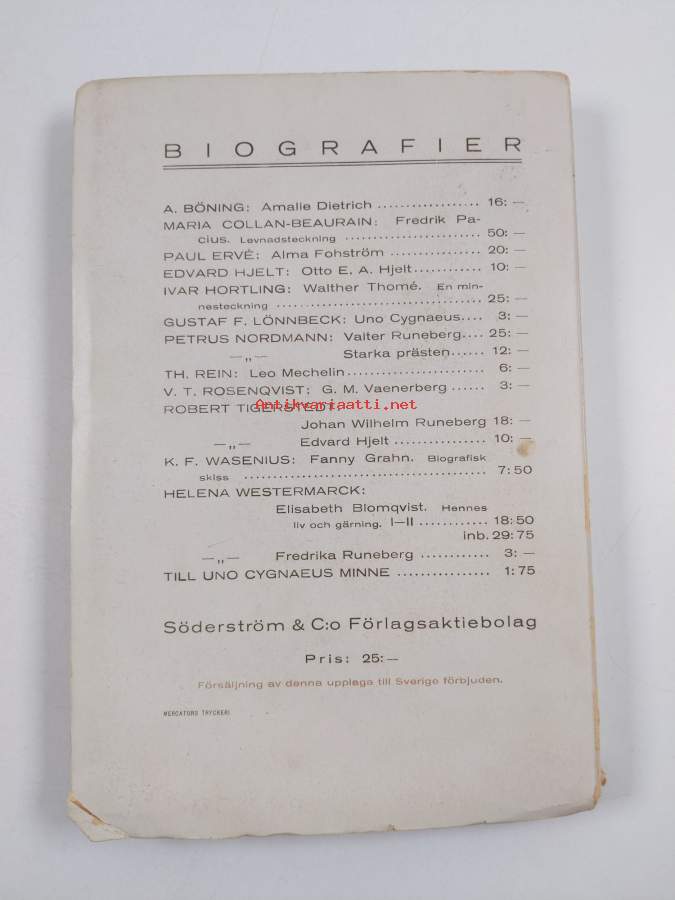 BIOGRAFIER
A. BÖNING: Amalie Dietrich .................. 16: —
MARIA COLLAN-BEAURAIN: Fredrik Pa-
cius. Levnadsteckning ........................ 50: —
PAUL ERVÉ: Alma Fohström ................ 20: —
EDVARD HJELT: Otto E. A. Hjelt............ 10: —
IVAR HORTLING: Walther Thomé. En min-
nesteckning .................................... 25: —
GUSTAF F. LÖNNBECK: Uno Cygnaeus.... 3: —
PETRUS NORDMANN: Valter Runeberg.... 25: —
—„— Starka prästen...... 12: —
TH. REIN: Leo Mechelin........................ 6: —
V. T. ROSENQVIST: G. M. Vaenerberg ...... 3: —
ROBERT TIGERSTEDT:
Antikvariaatti.net
Johan Wilhelm Runeberg 18: —
—„— Edvard Hjelt ................ 10: —
K. F. WASENIUS: Fanny Grahn. Biografisk
skiss .......................................... 7: 50
HELENA WESTERMARCK:
Elisabeth Blomqvist. Hennes
liv och gärning. I—II ............ 18: 50
inb. 29: 75
—„— Fredrika Runeberg ............ 3: —
TILL UNO CYGNAEUS MINNE ................ 1: 75
Söderström & C:o Förlagsaktiebolag
Pris: 25: —
Försäljning av denna upplaga till Sverige förbjuden.
MERCATORS TRYCKERI